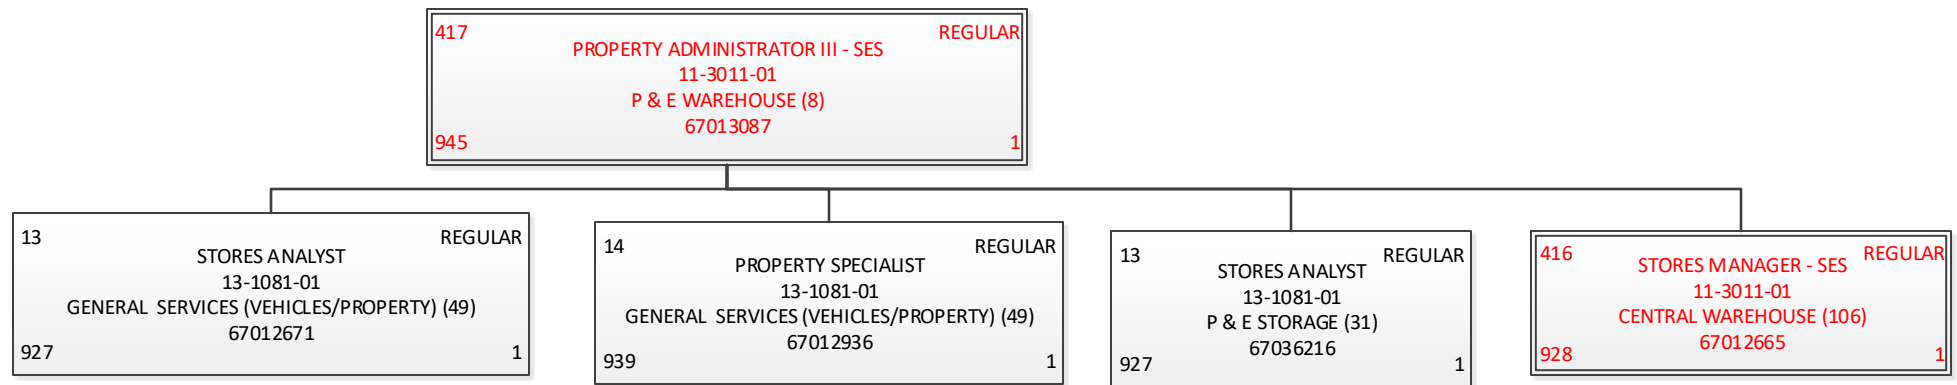 417 REGULAR
PROPERTY ADMINISTRATOR III - SES
11-3011-01
P & E WAREHOUSE (8)
67013087
945 1
13 REGULAR
STORES ANALYST
13-1081-01
GENERAL SERVICES (VEHICLES/PROPERTY) (49)
67012671
927 1
14 REGULAR
PROPERTY SPECIALIST
13-1081-01
GENERAL SERVICES (VEHICLES/PROPERTY) (49)
67012936
939 1
13 REGULAR
STORES ANALYST
13-1081-01
P & E STORAGE (31)
67036216
927 1
416 REGULAR
STORES MANAGER - SES
11-3011-01
CENTRAL WAREHOUSE (106)
67012665
928 1